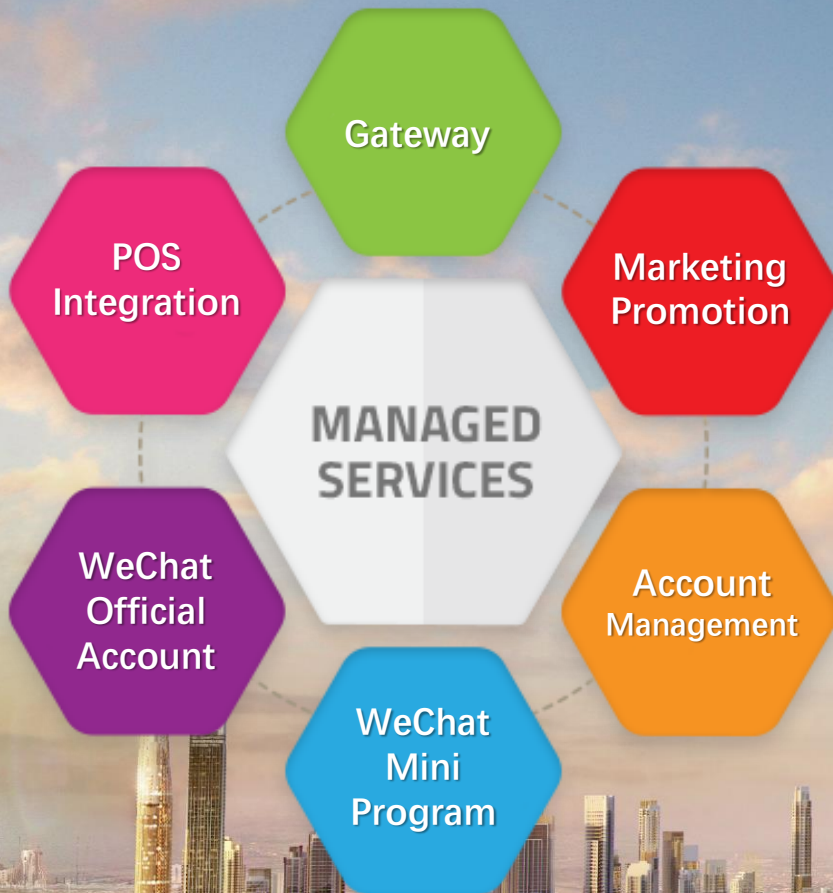 Gateway
POS
Integration
Marketing
Promotion
MANAGED
SERVICES
WeChat
Official
Account
Account
Management
WeChat
Mini
Program